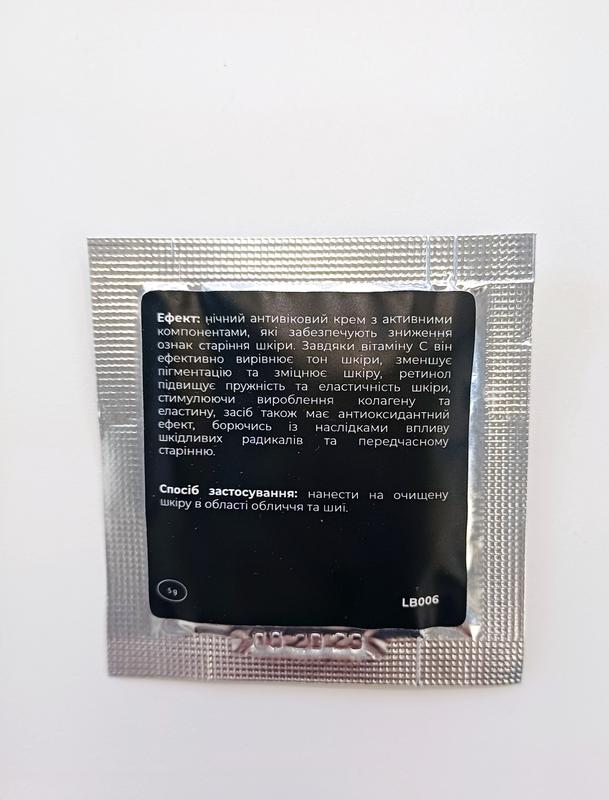 Ефект: нічний антивіковий крем з активними
компонентами, які забезпечують зниження
ознак старіння шкіри. Завдяки вітаміну С він
ефективно вирівнює тон шкіри, зменшує
пігментацію та зміцнює шкіру, ретинол
підвищує пружність та еластичність шкіри,
стимулюючи вироблення колагену та
еластину, засіб також має антиоксидантний
ефект, борючись із наслідками впливу
шкідливих радикалів та передчасному
старінню.
Спосіб застосування: нанести на очищену
шкіру в області обличчя та шиї.
5 g
LB006